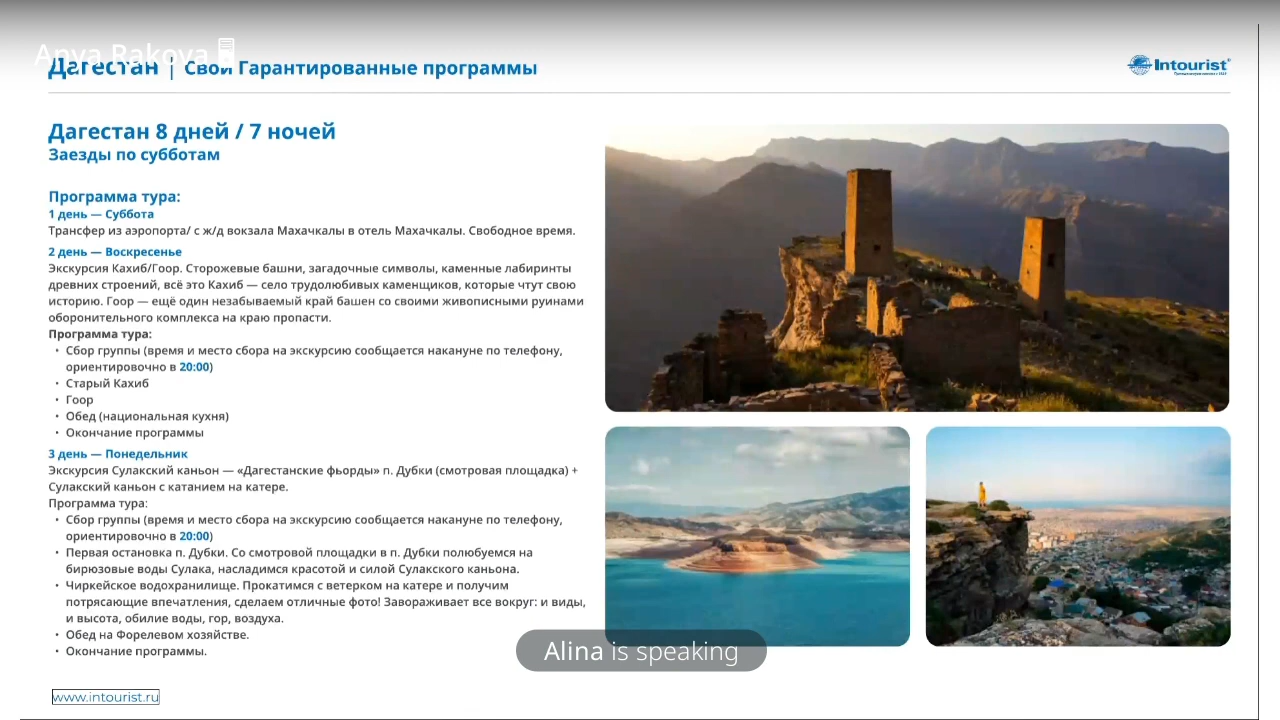 Anya Rakova
Дагестан | Свои Гарантированные программы
Intourist®
Дагестан 8 дней / 7 ночей
Заезды по субботам
Программа тура:
1 день — Суббота
Трансфер из аэропорта/ с ж/д вокзала Махачкалы в отель Махачкалы. Свободное время.
2 день — Воскресенье
Экскурсия Кахиб/Гоор. Сторожевые башни, загадочные символы, каменные лабиринты
древних строений, всё это Кахиб — село трудолюбивых каменщиков, которые чтут свою
историю. Гоор — ещё один незабываемый край башен со своими живописными руинами
оборонительного комплекса на краю пропасти.
Программа тура:
• Сбор группы (время и место сбора на экскурсию сообщается накануне по телефону,
ориентировочно в 20:00)
• Старый Кахиб
• Гоор
• Обед (национальная кухня)
• Окончание программы
3 день — Понедельник
Экскурсия Сулакский каньон — «Дагестанские фьорды» п. Дубки (смотровая площадка) +
Сулакский каньон с катанием на катере.
Программа тура:
• Сбор группы (время и место сбора на экскурсию сообщается накануне по телефону,
ориентировочно в 20:00)
• Первая остановка п. Дубки. Со смотровой площадки в п. Дубки полюбуемся на
бирюзовые воды Сулака, насладимся красотой и силой Сулакского каньона.
• Чиркейское водохранилище. Прокатимся с ветерком на катере и получим
потрясающие впечатления, сделаем отличные фото! Завораживает все вокруг: и виды,
и высота, обилие воды, гор, воздуха.
• Обед на Форелевом хозяйстве.
• Окончание программы.
Alina is speaking
www.intourist.ru